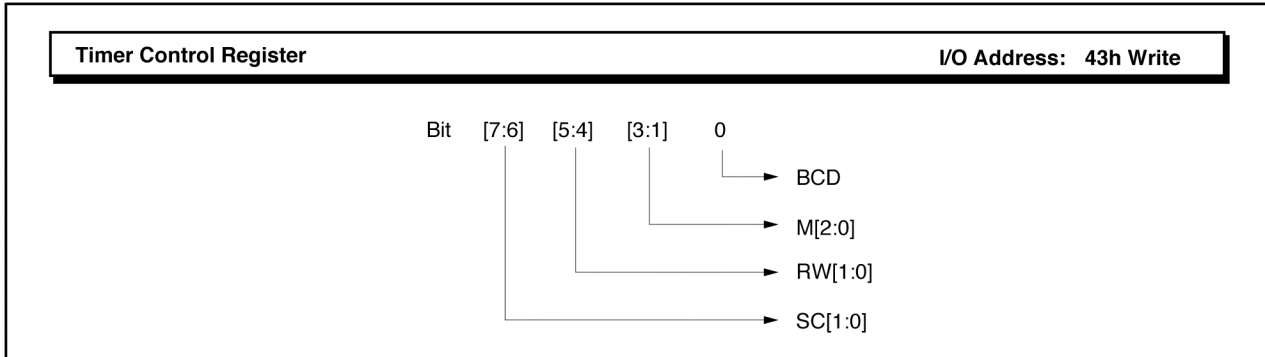 Timer Control Register I/O Address: 43h Write
Bit [7:6] [5:4] [3:1] 0
BCD
M[2:0]
RW[1:0]
SC[1:0]